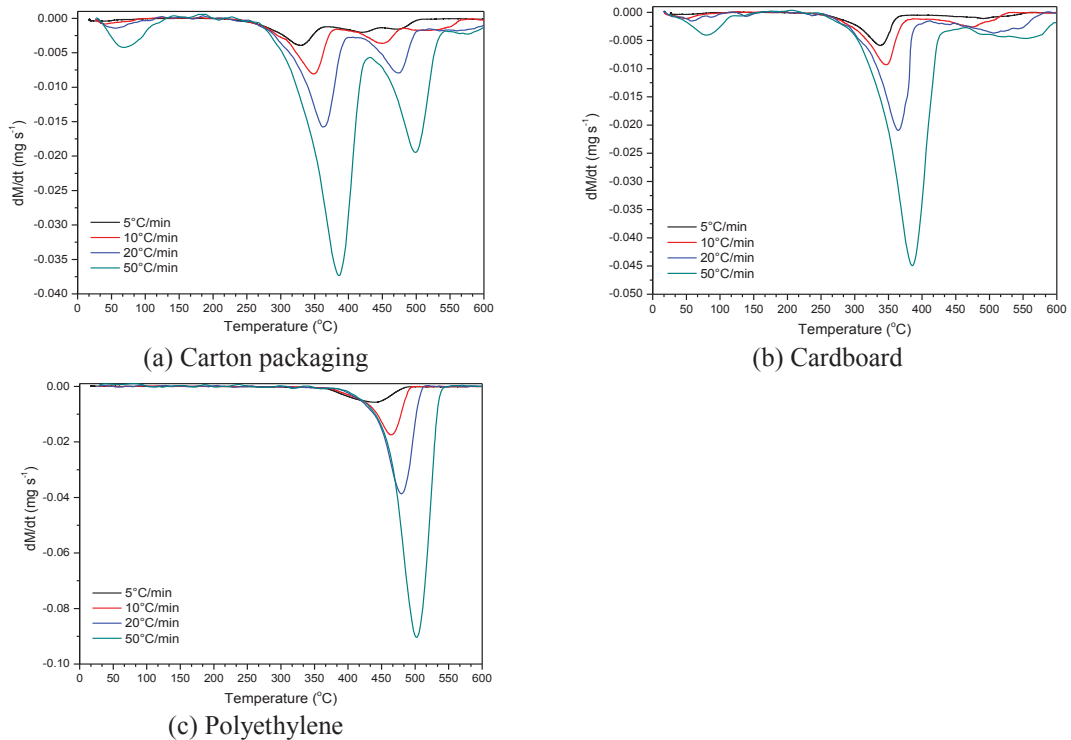 0.000
-0.005
-0.010
-0.015
-0.020
-0.025
-0.030
-0.035
-0.040
dM/dt (mg s-1)
5°C/min
10°C/min
20°C/min
50°C/min
0 50 100 150 200 250 300 350 400 450 500 550 600
Temperature (°C)
(a) Carton packaging
0.000
-0.005
-0.010
-0.015
-0.020
-0.025
-0.030
-0.035
-0.040
-0.045
-0.050
dM/dt (mg s-1)
5°C/min
10°C/min
20°C/min
50°C/min
0 50 100 150 200 250 300 350 400 450 500 550 600
Temperature (°C)
(b) Cardboard
0.00
-0.02
-0.04
-0.06
-0.08
-0.10
dM/dt (mg s-1)
5°C/min
10°C/min
20°C/min
50°C/min
0 50 100 150 200 250 300 350 400 450 500 550 600
Temperature (°C)
(c) Polyethylene